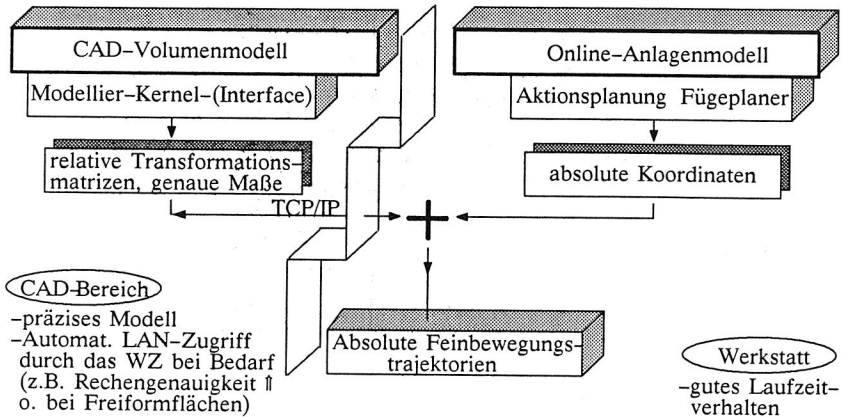 CAD–Volumenmodell
Modellier–Kernel–(Interface)
relative Transformations–
matrizen, genaue Maße
TCP/IP
Online–Anlagenmodell
Aktionsplanung Fügeplaner
absolute Koordinaten
+
Absolute Feinbewegungs–
trajektorien
CAD–Bereich
–präzises Modell
–Automat. LAN–Zugriff
durch das WZ bei Bedarf
(z.B. Rechengenauigkeit ⇑
o. bei Freiformflächen)
Werkstatt
–gutes Laufzeit–
verhalten